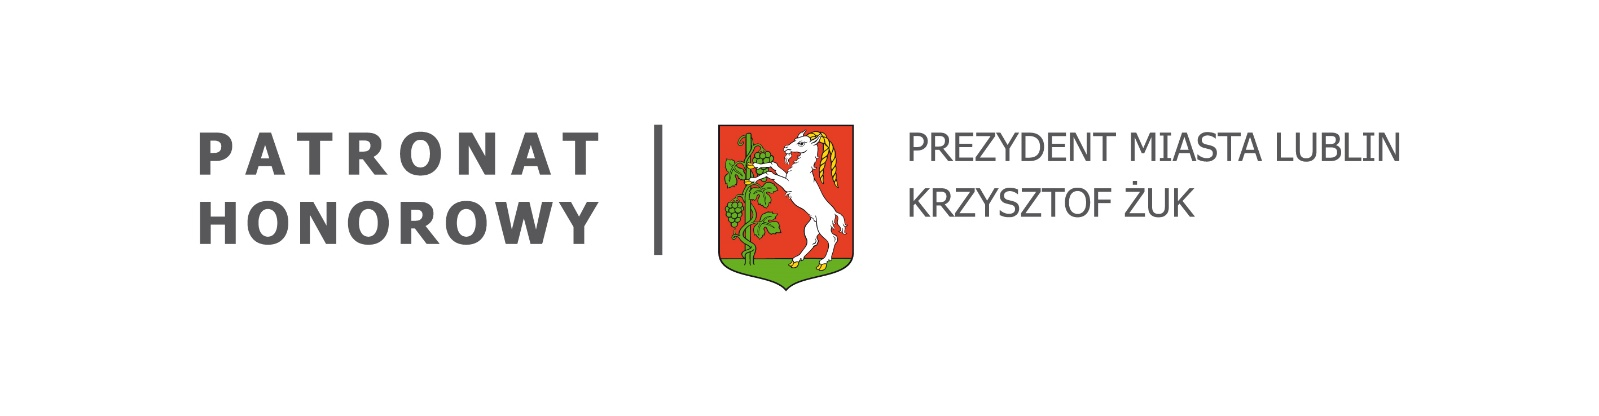 PATRONAT
HONOROWY
PREZYDENT MIASTA LUBLIN
KRZYSZTOF ŻUK